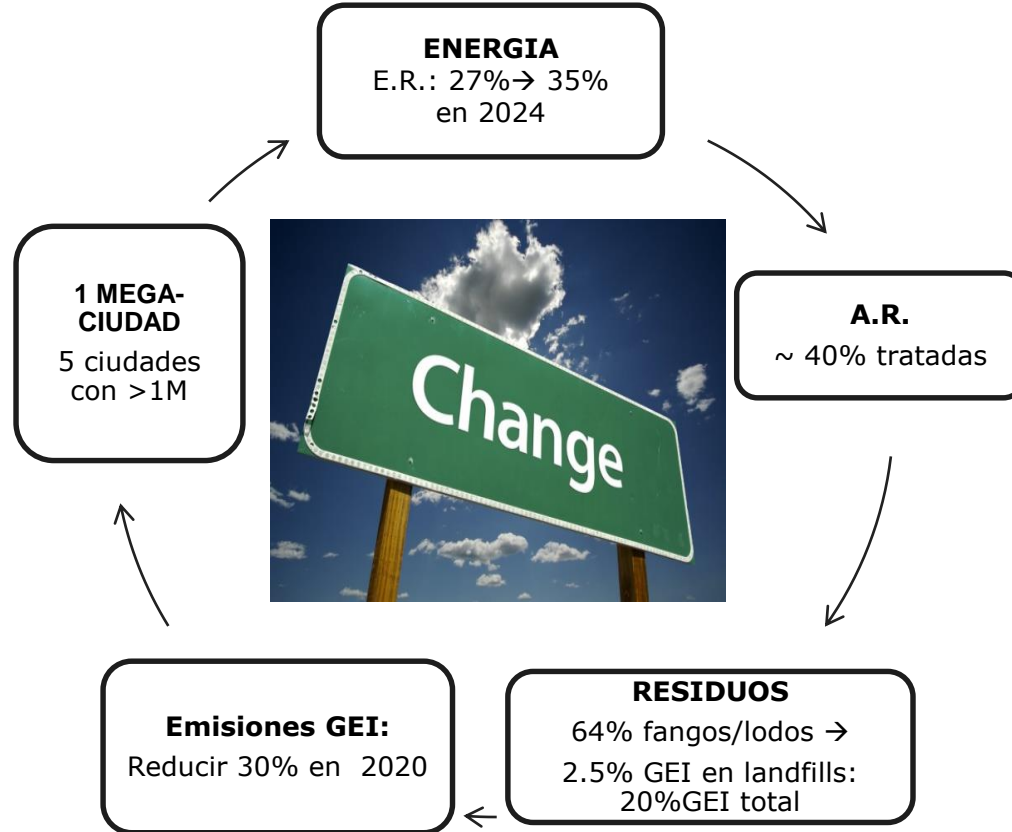 ENERGIA
E.R.: 27%→ 35%
en 2024
A.R.
~ 40% tratadas
RESIDUOS
64% fangos/lodos →
2.5% GEI en landfills:
20%GEI total
Emisiones GEI:
Reducir 30% en 2020
1 MEGA-
CIUDAD
5 ciudades
con >1M
Change